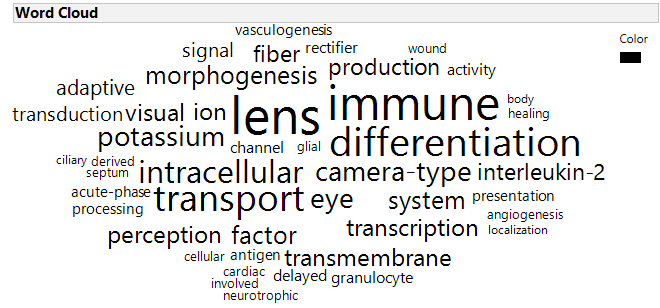 Word Cloud
Color
vasculogenesis
signal fiber rectifier wound
morphogenesis production activity
adaptive
lens immune body
transduction visual ion healing
potassium channel glial differentiation
ciliary derived
septum intracellular camera-type interleukin-2
acute-phase transport eye system presentation
processing angiogenesis
perception factor transcription localization
cellular antigen transmembrane
cardiac delayed granulocyte
involved
neurotrophic